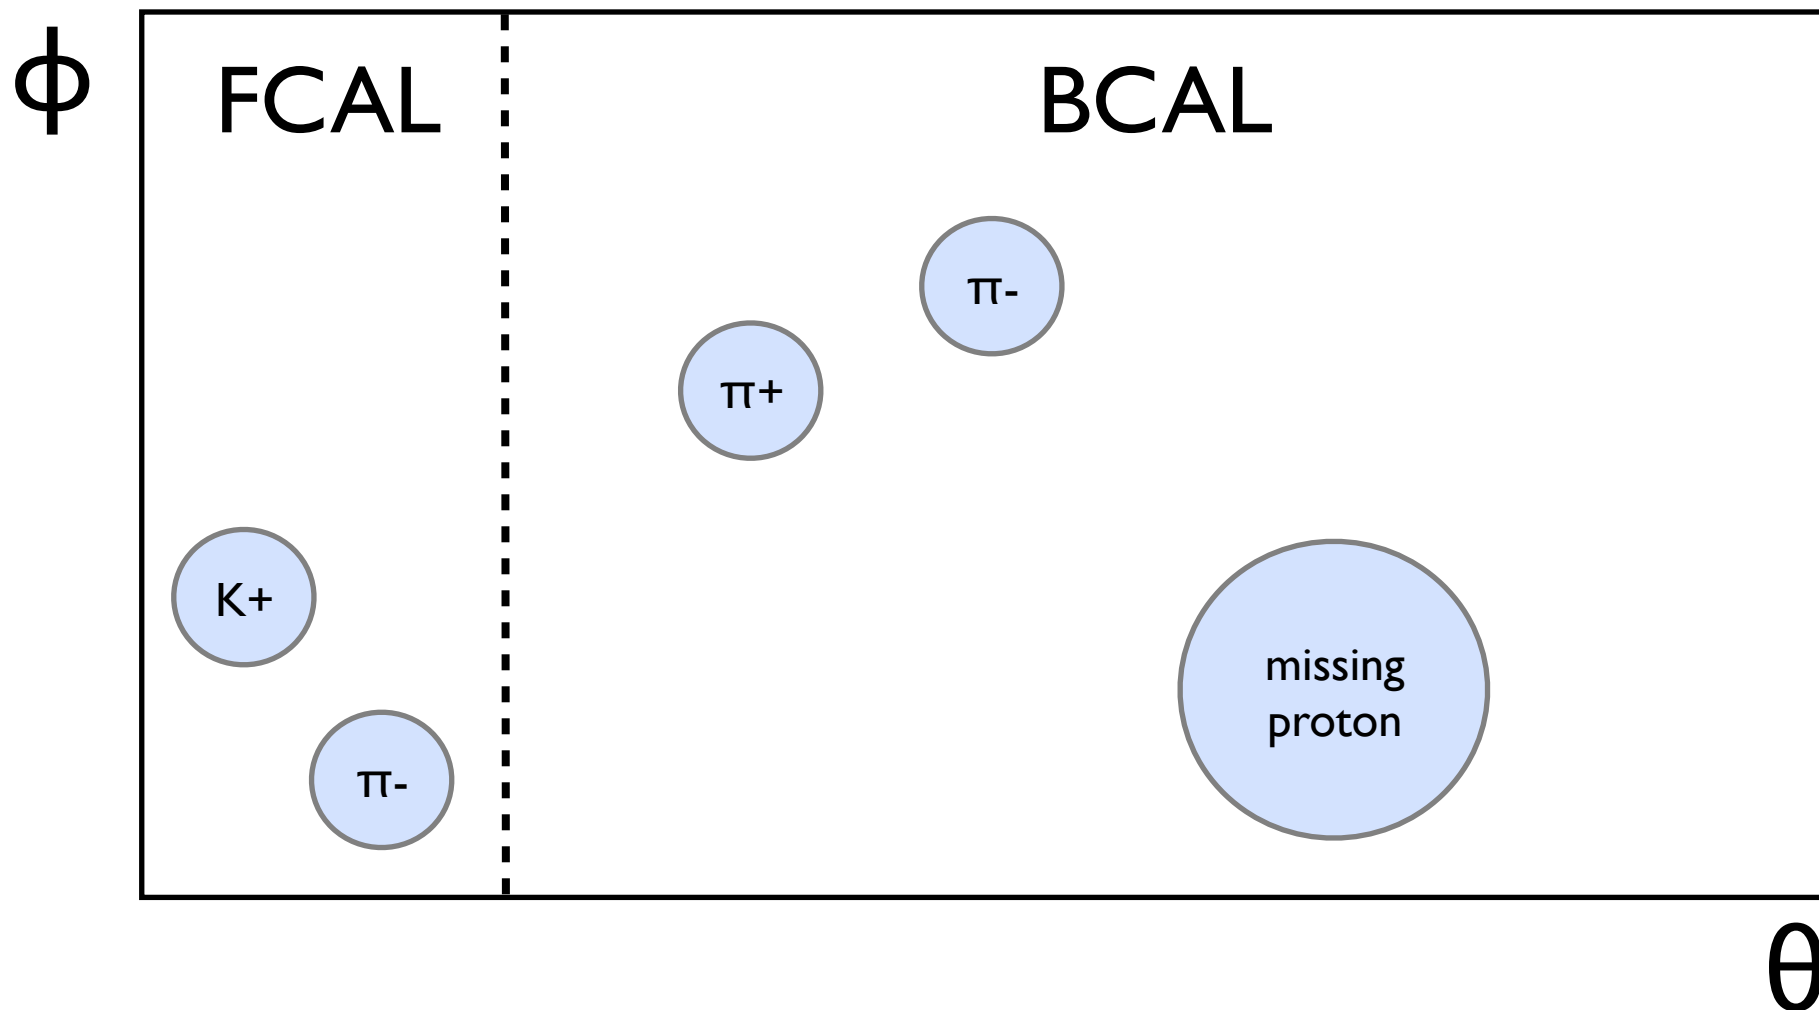 ϕ
FCAL
BCAL
π-
π+
K+
missing
proton
π-
θ